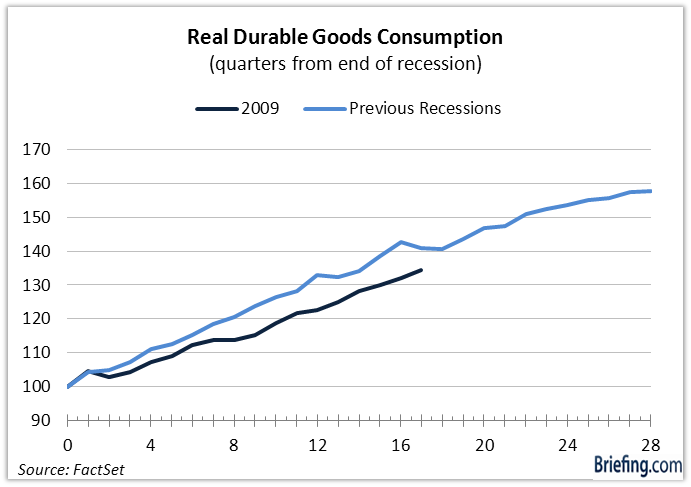 Real Durable Goods Consumption
(quarters from end of recession)
2009 Previous Recessions
170
160
150
140
130
120
110
100
90
0 4 8 12 16 20 24 28
Source: FactSet
Briefing.com